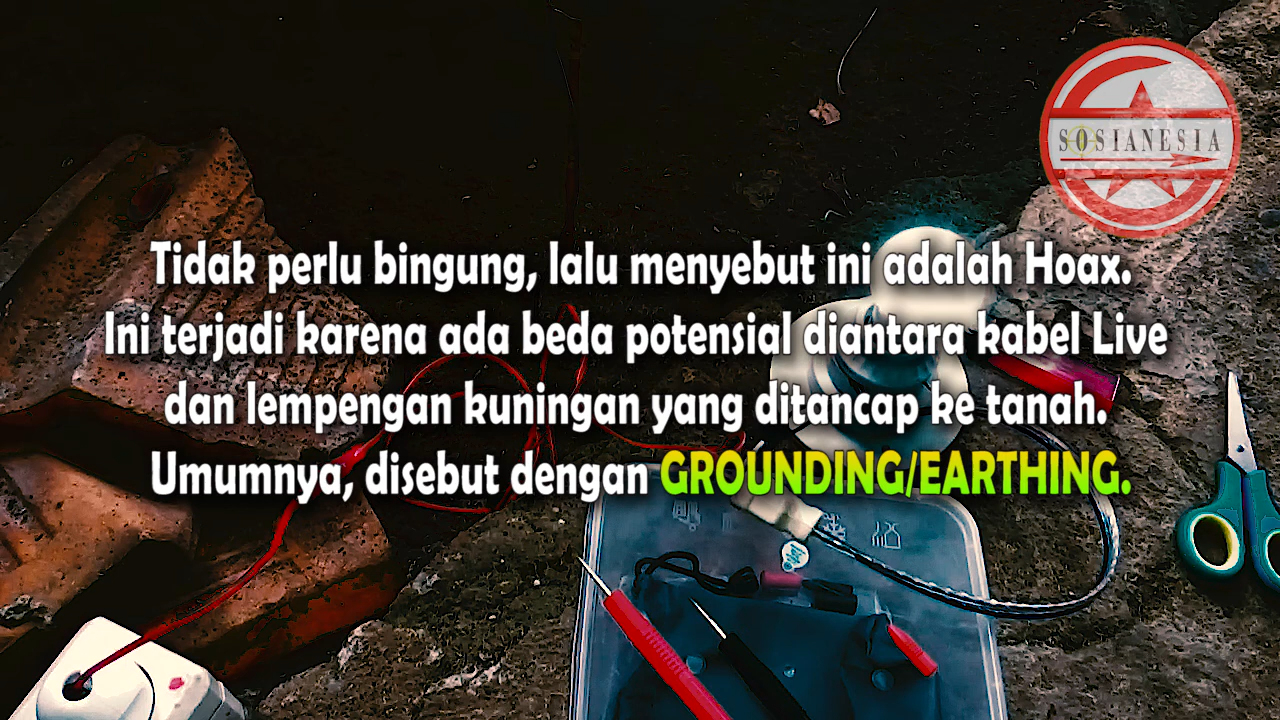 SOSIANESIA
Tidak perlu bingung, lalu menyebut ini adalah Hoax.
Ini terjadi karena ada beda potensial diantara kabel Live
dan lempengan kuningan yang ditancap ke tanah.
Umumnya, disebut dengan GROUNDING/EARTHING.